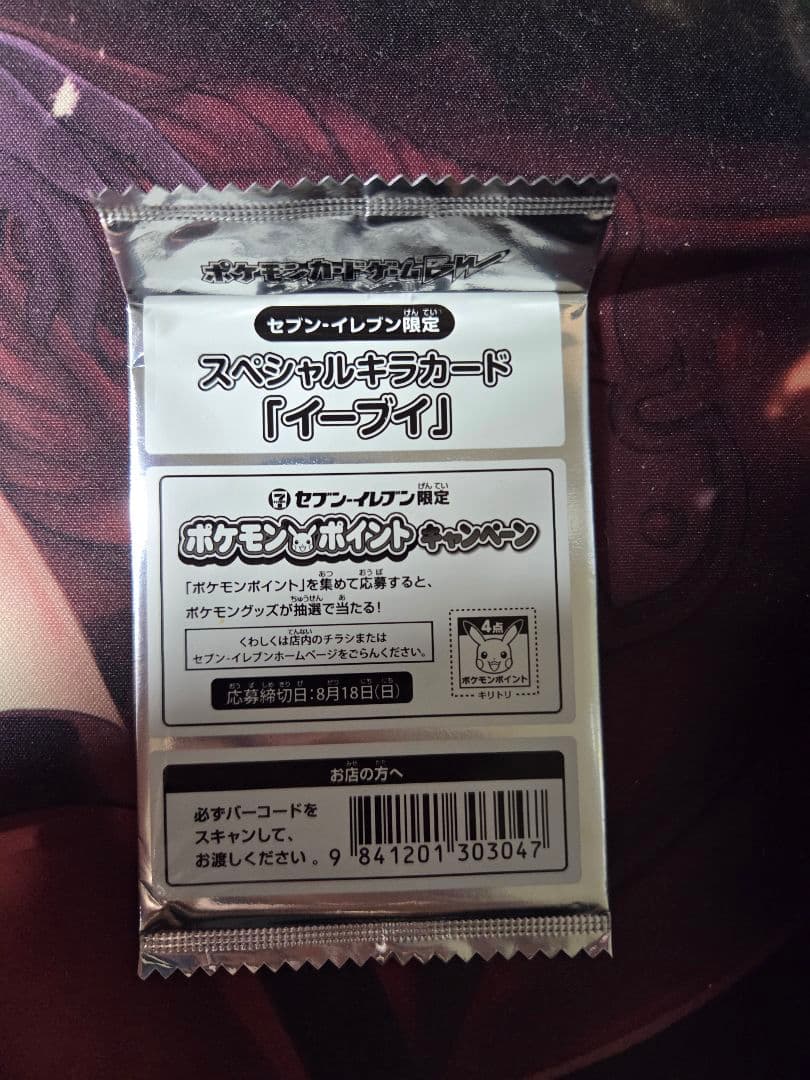 ポケモンカードゲームBW
セブン-イレブン限定
スペシャルキラカード
「イーブイ」
セブン-イレブン限定
ポケモンポイントキャンペーン
「ポケモンポイント」を集めて応募すると、
ポケモングッズが抽選で当たる!
くわしくは店内のチラシまたは
セブン-イレブンホームページをごらんください。
応募締切日:8月18日(日)
4点
ポケモンポイント
キリトリ
お店の方へ
必ずバーコードを
スキャンして、
お渡しください。
9 841201 303047